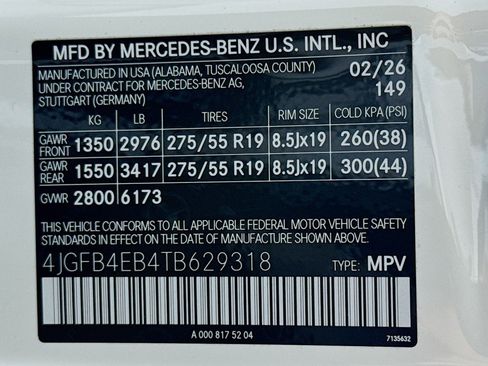 MFD BY MERCEDES-BENZ U.S. INTL., INC
MANUFACTURED IN USA (ALABAMA, TUSCALOOSA COUNTY) 02/26
UNDER CONTRACT FOR MERCEDES-BENZ AG, 149
STUTTGART (GERMANY)
KG LB TIRES RIM SIZE COLD KPA (PSI)
GAWR FRONT 1350 2976 275/55 R19 8.5Jx19 260(38)
GAWR REAR 1550 3417 275/55 R19 8.5Jx19 300(44)
GVWR 2800 6173
THIS VEHICLE CONFORMS TO ALL APPLICABLE FEDERAL MOTOR VEHICLE SAFETY
STANDARDS IN EFFECT ON THE DATE OF MANUFACTURE SHOWN ABOVE.
4JGFB4EB4TB629318 TYPE: MPV
A 000 817 52 04
7135632